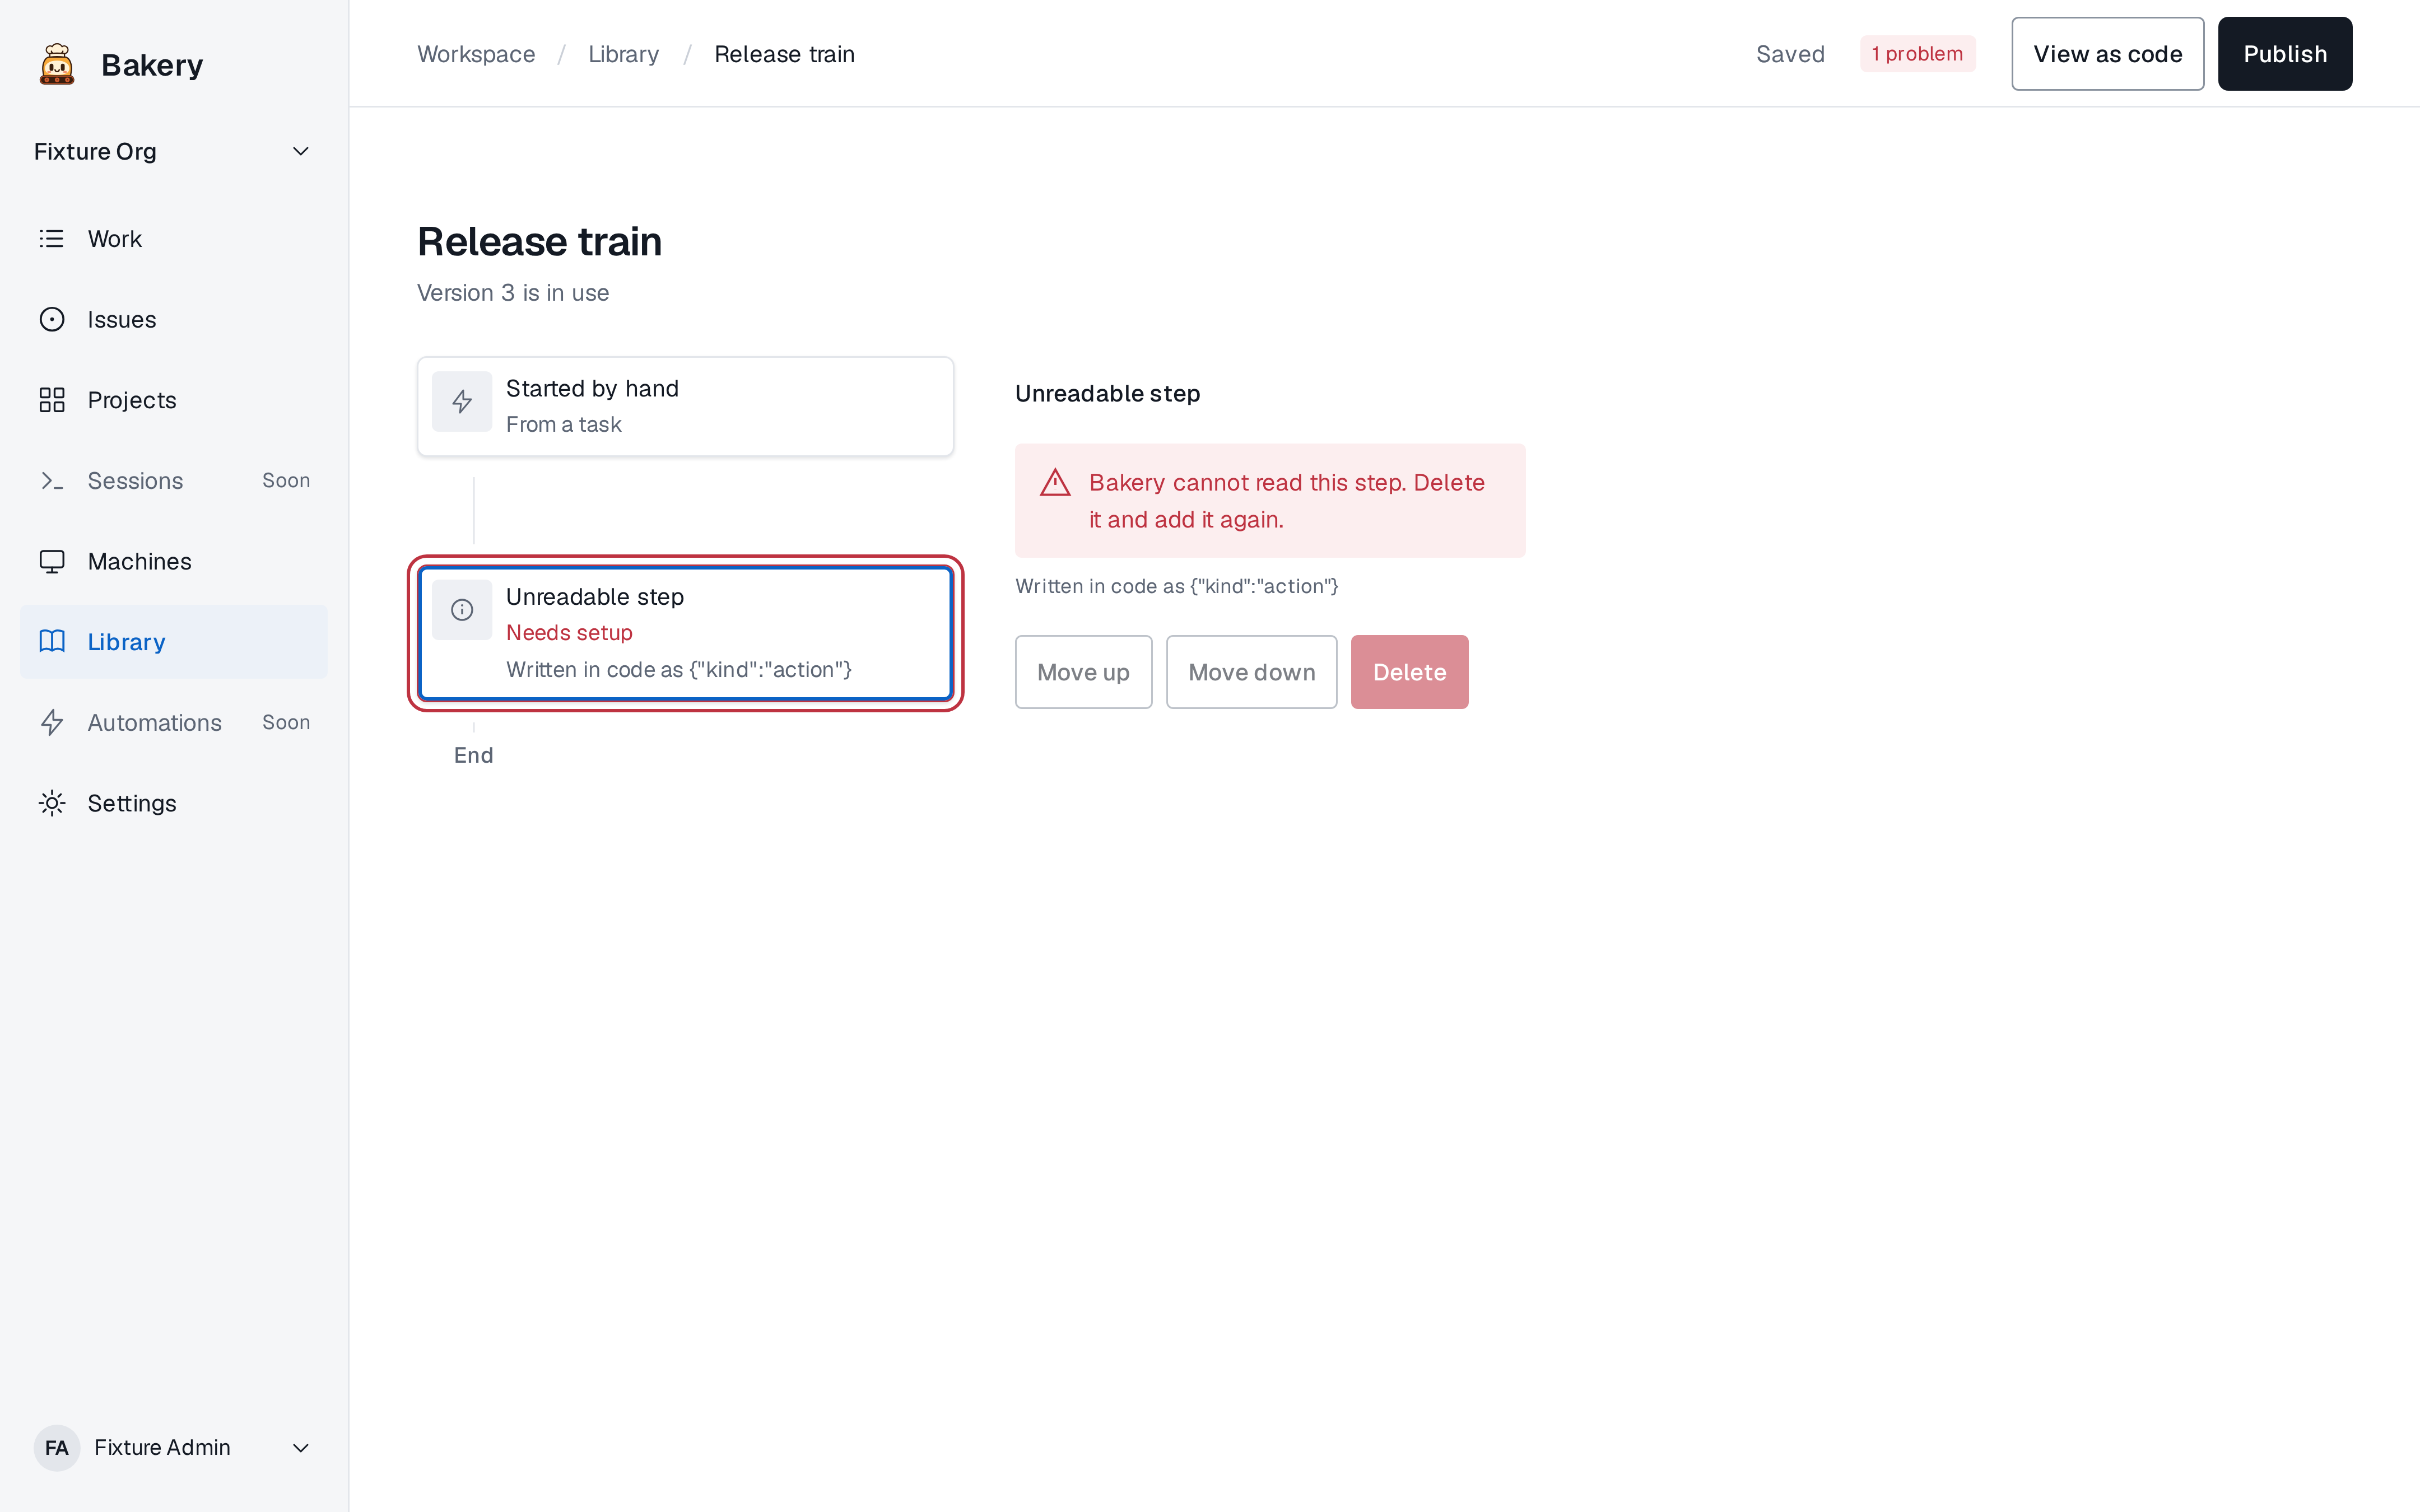 Bakery
Fixture Org
Work
Issues
Projects
Sessions Soon
Machines
Library
Automations Soon
Settings
FA Fixture Admin
Workspace / Library / Release train
Saved
1 problem
View as code
Publish
Release train
Version 3 is in use
Started by hand
From a task
Unreadable step
Needs setup
Written in code as {"kind":"action"}
End
Unreadable step
Bakery cannot read this step. Delete
it and add it again.
Written in code as {"kind":"action"}
Move up
Move down
Delete